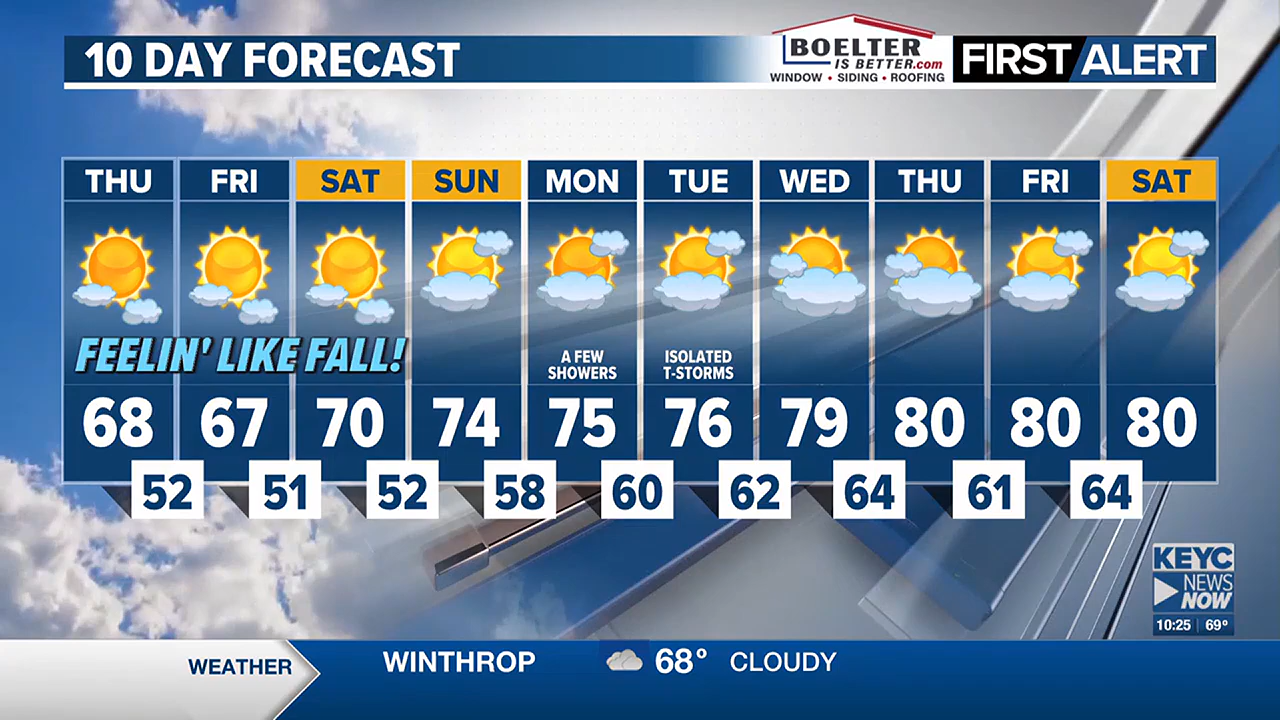 10 DAY FORECAST
BOELTER
IS BETTER.com
WINDOW • SIDING • ROOFING
FIRST ALERT
THU FRI SAT SUN MON TUE WED THU FRI SAT
FEELIN' LIKE FALL!
A FEW
SHOWERS
ISOLATED
T-STORMS
68 67 70 74 75 76 79 80 80 80
52 51 52 58 60 62 64 61 64
KEYC
NEWS
NOW
10:25 69°
WEATHER
WINTHROP 68° CLOUDY